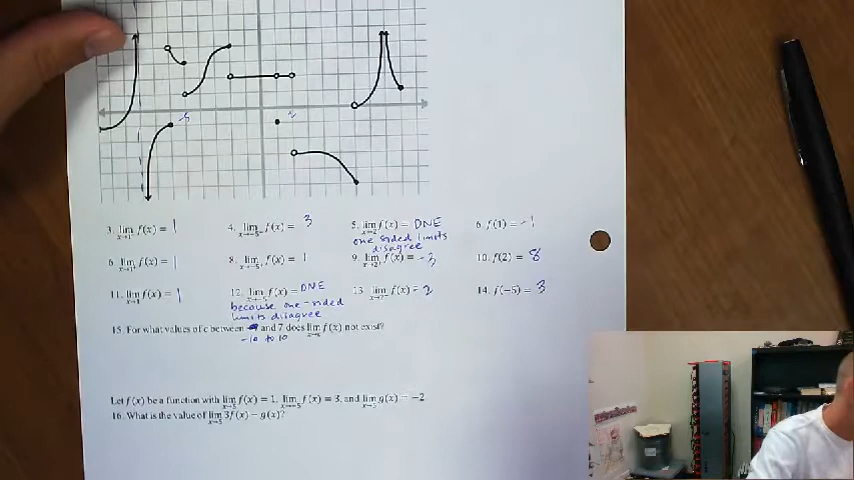 3. lim f(x) = 1
4. lim f(x) = 3
5. lim f(x) = DNE
one sided limits
disagree
6. f(1) = -1
lim f(x) = 1
8. lim f(x) = 1
9. lim f(x) = -3
10. f(2) = 8
11. lim f(x) = 1
12. lim f(x) = DNE
because one-sided
limits disagree
13. lim f(x) = 2
14. f(-5) = 3
15. For what values of c between and 7 does lim f(x) not exist?
-10 to 10
Let f(x) be a function with lim f(x) = 1, lim f(x) = 3, and lim g(x) = -2
16. What is the value of lim 3f(x) - g(x)?